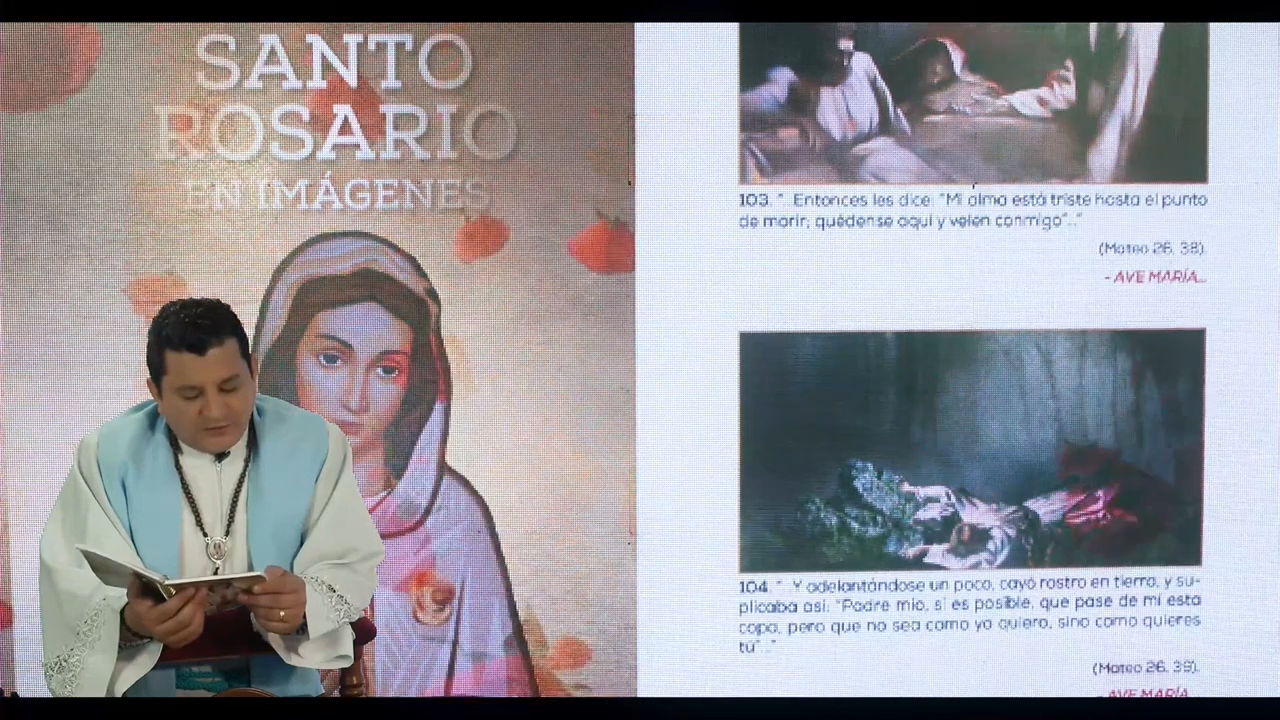 SANTO
ROSARIO
EN IMÁGENES
103. " Entonces les dice: "Mi alma está triste hasta el punto
de morir; quédense aquí y velen conmigo".."
(Mateo 26, 38).
- AVE MARÍA...
104. " Y adelantándose un poco, cayó rostro en tierra, y su-
plicaba así: "Padre mío, si es posible, que pase de mí esta
copa, pero que no sea como yo quiero, sino como quieres
tú".."
(Mateo 26, 39).
- AVE MARÍA...